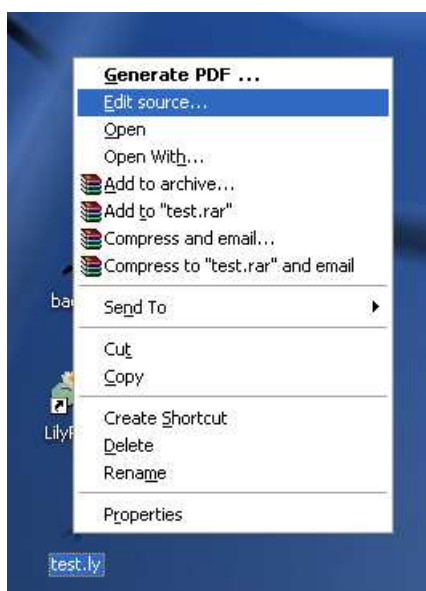 Generate PDF ...
Edit source...
Open
Open With...
Add to archive...
Add to "test.rar"
Compress and email...
Compress to "test.rar" and email
Send To
Cut
Copy
Create Shortcut
Delete
Rename
Properties
test.ly